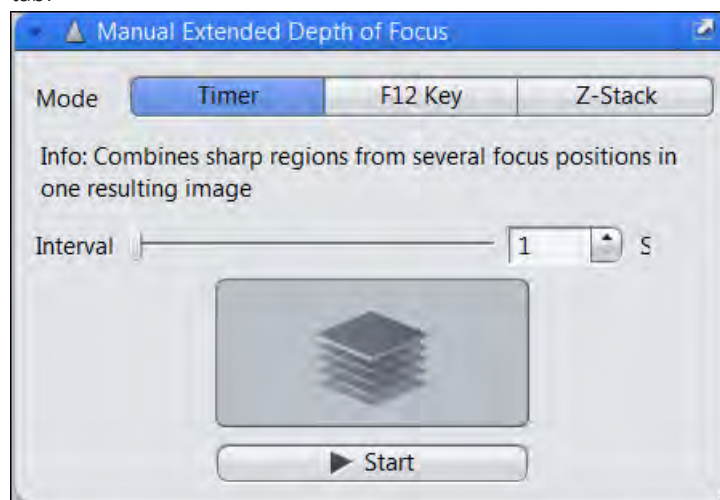 Manual Extended Depth of Focus
Mode Timer F12 Key Z-Stack
Info: Combines sharp regions from several focus positions in
one resulting image
Interval 1 S
Start